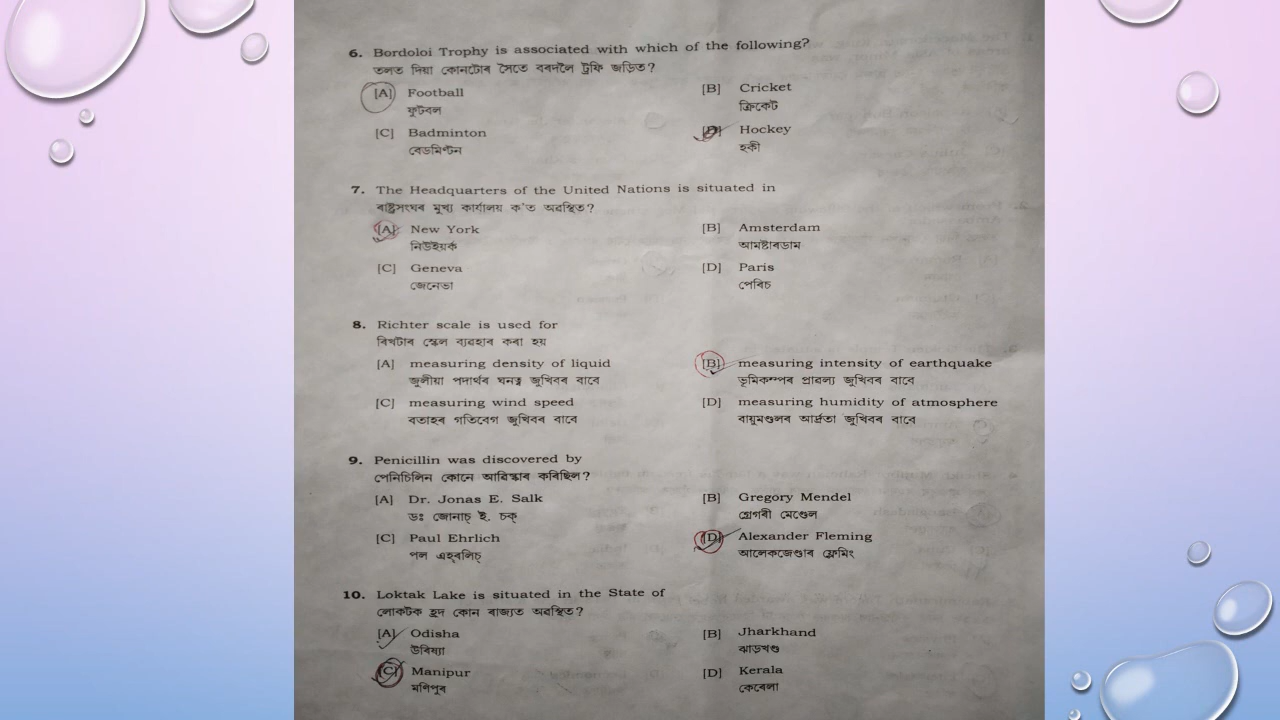 6. Bordoloi Trophy is associated with which of the following?
তলত দিয়া কোনটোৰ সৈতে বৰদলৈ ট্ৰফি জড়িত?
[A] Football [B] Cricket
ফুটবল ক্ৰিকেট
[C] Badminton [D] Hockey
বেডমিণ্টন হকী
7. The Headquarters of the United Nations is situated in
ৰাষ্ট্ৰসংঘৰ মুখ্য কাৰ্যালয় ক'ত অৱস্থিত?
[A] New York [B] Amsterdam
নিউইয়ৰ্ক আমষ্টাৰডাম
[C] Geneva [D] Paris
জেনেভা পেৰিচ
8. Richter scale is used for
ৰিখটাৰ স্কেল ব্যৱহাৰ কৰা হয়
[A] measuring density of liquid [B] measuring intensity of earthquake
জুলীয়া পদাৰ্থৰ ঘনত্ব জুখিবৰ বাবে ভূমিকম্পৰ প্ৰাৱল্য জুখিবৰ বাবে
[C] measuring wind speed [D] measuring humidity of atmosphere
বতাহৰ গতিবেগ জুখিবৰ বাবে বায়ুমণ্ডলৰ আৰ্দ্ৰতা জুখিবৰ বাবে
9. Penicillin was discovered by
পেনিচিলিন কোনে আৱিষ্কাৰ কৰিছিল?
[A] Dr. Jonas E. Salk [B] Gregory Mendel
ডঃ জোনাচ্ ই. চক্ গ্ৰেগৰী মেণ্ডেল
[C] Paul Ehrlich [D] Alexander Fleming
পল এহ্ৰলিচ্ আলেকজেণ্ডাৰ ফ্লেমিং
10. Loktak Lake is situated in the State of
লোকটক হ্ৰদ কোন ৰাজ্যত অৱস্থিত?
[A] Odisha [B] Jharkhand
উৰিষ্যা ঝাড়খণ্ড
[C] Manipur [D] Kerala
মণিপুৰ কেৰেলা